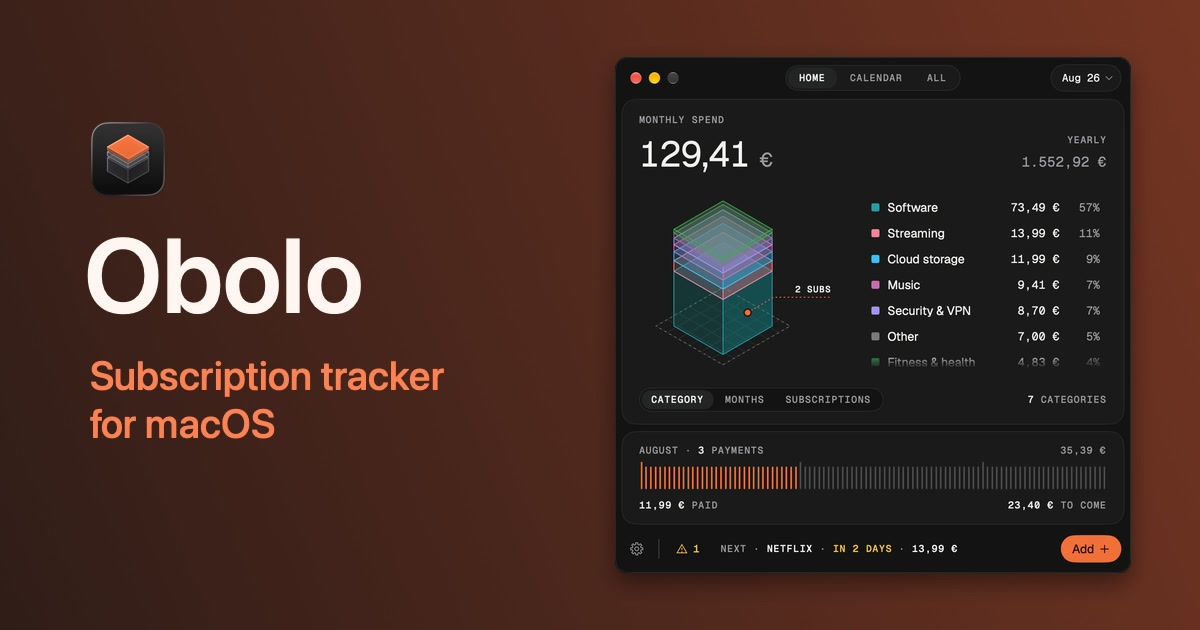 Obolo
Subscription tracker
for macOS
HOME CALENDAR ALL
Aug 26
MONTHLY SPEND
129,41 €
YEARLY
1.552,92 €
Software 73,49 € 57%
Streaming 13,99 € 11%
Cloud storage 11,99 € 9%
Music 9,41 € 7%
Security & VPN 8,70 € 7%
Other 7,00 € 5%
Fitness & health 4,83 € 4%
2 SUBS
CATEGORY MONTHS SUBSCRIPTIONS
7 CATEGORIES
AUGUST · 3 PAYMENTS
35,39 €
11,99 € PAID
23,40 € TO COME
1 NEXT · NETFLIX · IN 2 DAYS · 13,99 €
Add +